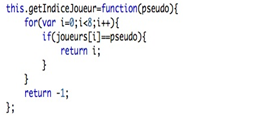 this.getIndiceJoueur=function(pseudo){
for(var i=0;i<8;i++){
if(joueurs[i]==pseudo){
return i;
}
}
return -1;
};